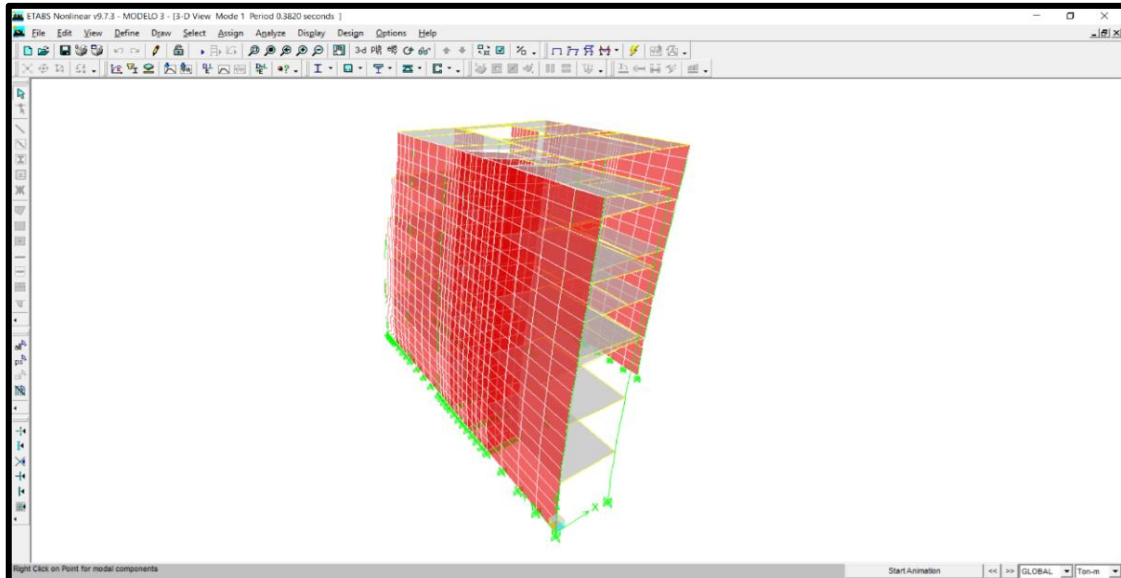 ETABS Nonlinear v9.7.3 - MODELO 3 - [3-D View Mode 1 Period 0.3820 seconds ]
File Edit View Define Draw Select Assign Analyze Display Design Options Help
3-d
X
Right Click on Point for modal components
Start Animation
<< >> GLOBAL Ton-m